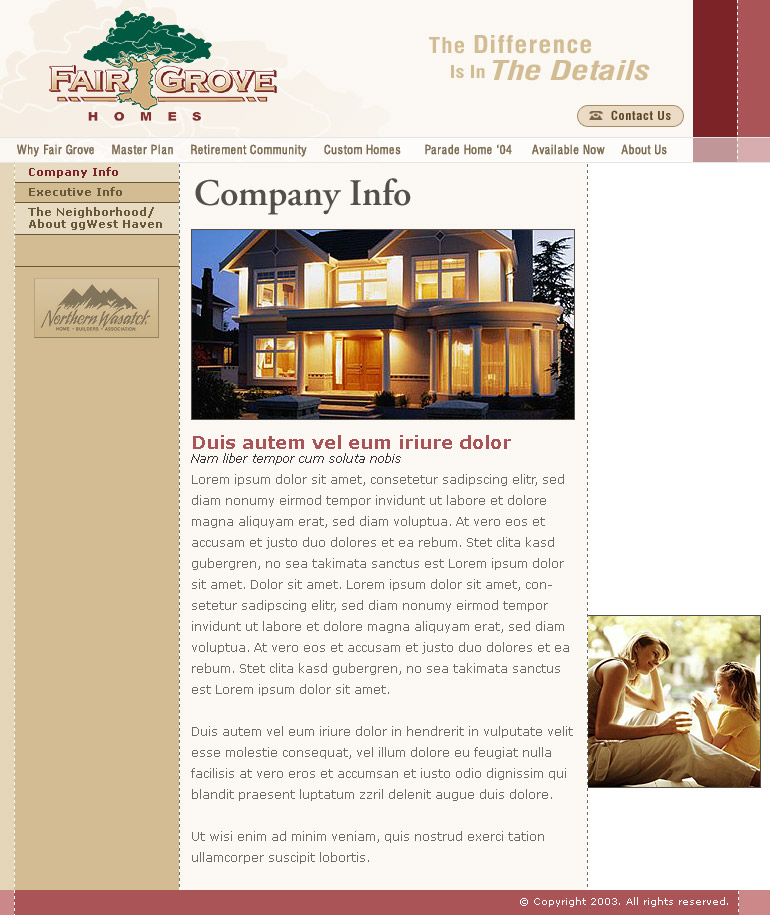 FAIR GROVE
HOMES
The Difference
Is In The Details
Contact Us
Why Fair Grove Master Plan Retirement Community Custom Homes Parade Home '04 Available Now About Us
Company Info
Executive Info
The Neighborhood/
About ggWest Haven
Northern Wasatch
HOME • BUILDERS • ASSOCIATION
Company Info
Duis autem vel eum iriure dolor
Nam liber tempor cum soluta nobis
Lorem ipsum dolor sit amet, consetetur sadipscing elitr, sed
diam nonumy eirmod tempor invidunt ut labore et dolore
magna aliquyam erat, sed diam voluptua. At vero eos et
accusam et justo duo dolores et ea rebum. Stet clita kasd
gubergren, no sea takimata sanctus est Lorem ipsum dolor
sit amet. Dolor sit amet. Lorem ipsum dolor sit amet, con-
setetur sadipscing elitr, sed diam nonumy eirmod tempor
invidunt ut labore et dolore magna aliquyam erat, sed diam
voluptua. At vero eos et accusam et justo duo dolores et ea
rebum. Stet clita kasd gubergren, no sea takimata sanctus
est Lorem ipsum dolor sit amet.
Duis autem vel eum iriure dolor in hendrerit in vulputate velit
esse molestie consequat, vel illum dolore eu feugiat nulla
facilisis at vero eros et accumsan et iusto odio dignissim qui
blandit praesent luptatum zzril delenit augue duis dolore.
Ut wisi enim ad minim veniam, quis nostrud exerci tation
ullamcorper suscipit lobortis.
© Copyright 2003. All rights reserved.